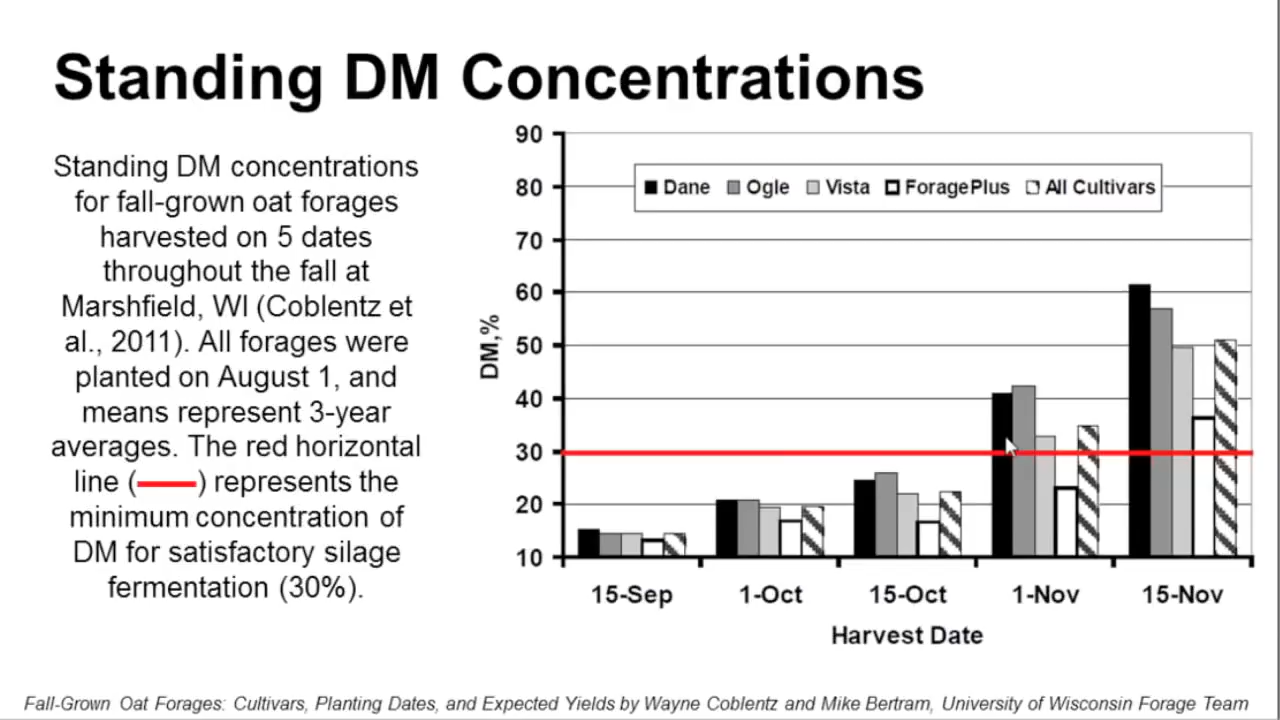 Standing DM Concentrations
Standing DM concentrations
for fall-grown oat forages
harvested on 5 dates
throughout the fall at
Marshfield, WI (Coblentz et
al., 2011). All forages were
planted on August 1, and
means represent 3-year
averages. The red horizontal
line (    ) represents the
minimum concentration of
DM for satisfactory silage
fermentation (30%).
90
80
70
60
50
40
30
20
10
DM,%
Dane Ogle Vista ForagePlus All Cultivars
15-Sep 1-Oct 15-Oct 1-Nov 15-Nov
Harvest Date
Fall-Grown Oat Forages: Cultivars, Planting Dates, and Expected Yields by Wayne Coblentz and Mike Bertram, University of Wisconsin Forage Team